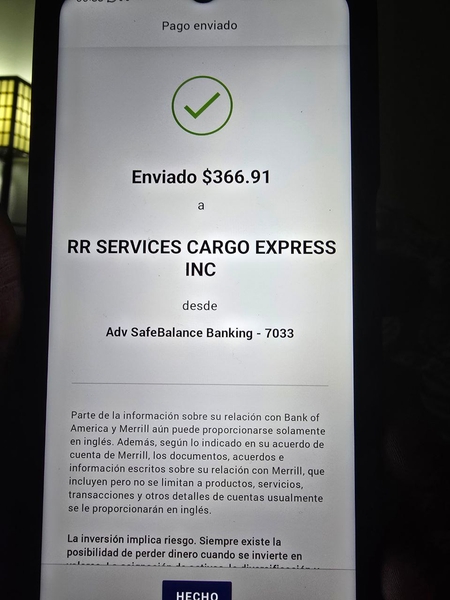 Pago enviado
Enviado $366.91
a
RR SERVICES CARGO EXPRESS
INC
desde
Adv SafeBalance Banking - 7033
Parte de la información sobre su relación con Bank of
America y Merrill aún puede proporcionarse solamente
en inglés. Además, según lo indicado en su acuerdo de
cuenta de Merrill, los documentos, acuerdos e
información escritos sobre su relación con Merrill, que
incluyen pero no se limitan a productos, servicios,
transacciones y otros detalles de cuentas usualmente
se le proporcionarán en inglés.
La inversión implica riesgo. Siempre existe la
posibilidad de perder dinero cuando se invierte en
HECHO